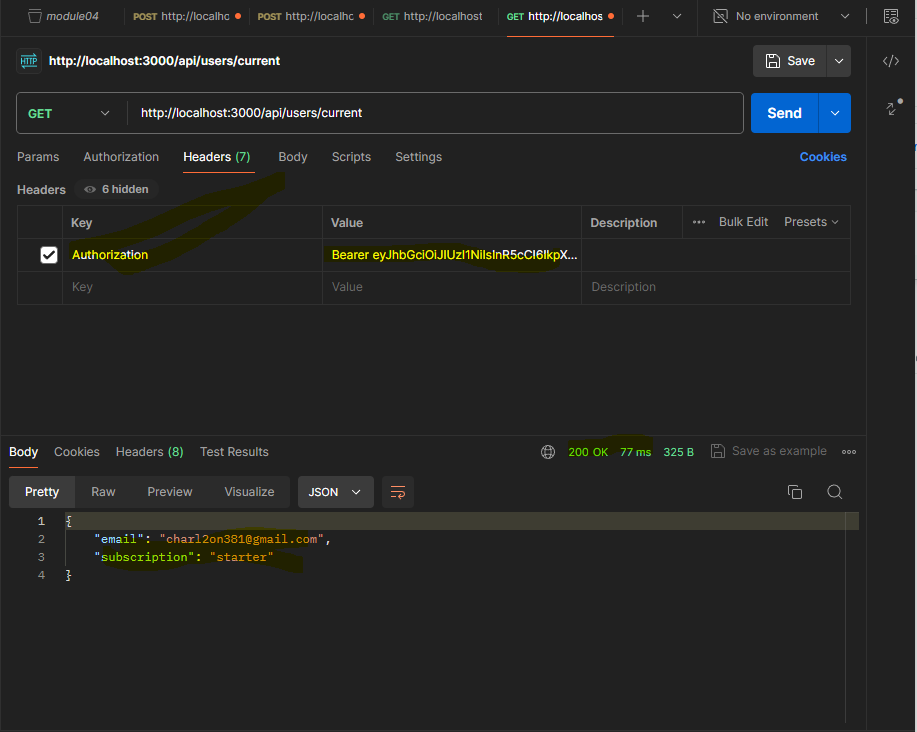 module04 POST http://localhc POST http://localhc GET http://localhost GET http://localhos No environment
HTTP http://localhost:3000/api/users/current Save
GET http://localhost:3000/api/users/current Send
Params Authorization Headers (7) Body Scripts Settings Cookies
Headers 6 hidden
Key Value Description ••• Bulk Edit Presets
Authorization Bearer eyJhbGciOiJIUzI1NiIsInR5cCI6IkpX...
Key Value Description
Body Cookies Headers (8) Test Results 200 OK 77 ms 325 B Save as example •••
Pretty Raw Preview Visualize JSON
1 {
2 "email": "charl2on381@gmail.com",
3 "subscription": "starter"
4 }